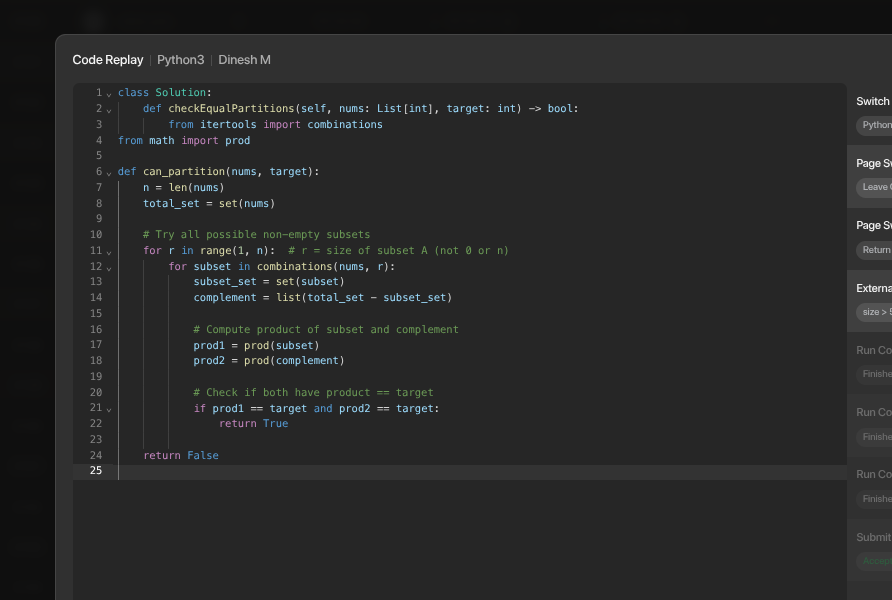 Code Replay | Python3 | Dinesh M
1 class Solution:
2     def checkEqualPartitions(self, nums: List[int], target: int) -> bool:
3         from itertools import combinations
4 from math import prod
5
6 def can_partition(nums, target):
7     n = len(nums)
8     total_set = set(nums)
9
10     # Try all possible non-empty subsets
11     for r in range(1, n):  # r = size of subset A (not 0 or n)
12         for subset in combinations(nums, r):
13             subset_set = set(subset)
14             complement = list(total_set - subset_set)
15
16             # Compute product of subset and complement
17             prod1 = prod(subset)
18             prod2 = prod(complement)
19
20             # Check if both have product == target
21             if prod1 == target and prod2 == target:
22                 return True
23
24     return False
25
Switch
Python
Page Sw
Leave
Page Sw
Return
Externa
size > 5
Run Co
Finishe
Run Co
Finishe
Run Co
Finishe
Submit
Accep